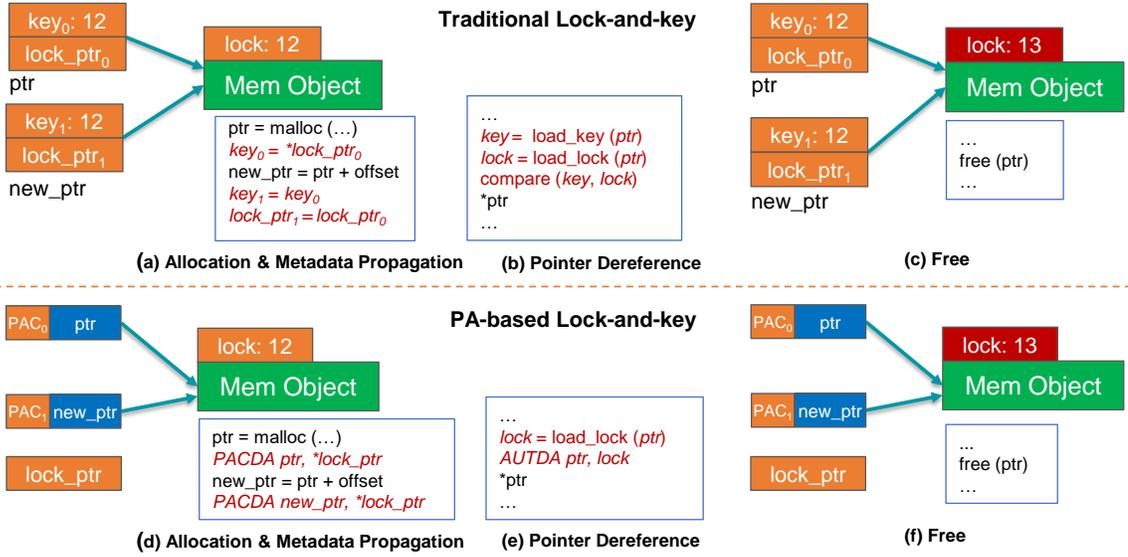 Traditional Lock-and-key
key₀: 12
lock_ptr₀
ptr
key₁: 12
lock_ptr₁
new_ptr
lock: 12
Mem Object
ptr = malloc (…)
key₀ = *lock_ptr₀
new_ptr = ptr + offset
key₁ = key₀
lock_ptr₁ = lock_ptr₀
(a) Allocation & Metadata Propagation
…
key = load_key (ptr)
lock = load_lock (ptr)
compare (key, lock)
*ptr
…
(b) Pointer Dereference
key₀: 12
lock_ptr₀
ptr
key₁: 12
lock_ptr₁
new_ptr
lock: 13
Mem Object
…
free (ptr)
…
(c) Free
PA-based Lock-and-key
PAC₀ ptr
PAC₁ new_ptr
lock_ptr
lock: 12
Mem Object
ptr = malloc (…)
PACDA ptr, *lock_ptr
new_ptr = ptr + offset
PACDA new_ptr, *lock_ptr
(d) Allocation & Metadata Propagation
…
lock = load_lock (ptr)
AUTDA ptr, lock
*ptr
…
(e) Pointer Dereference
PAC₀ ptr
PAC₁ new_ptr
lock_ptr
lock: 13
Mem Object
...
free (ptr)
…
(f) Free